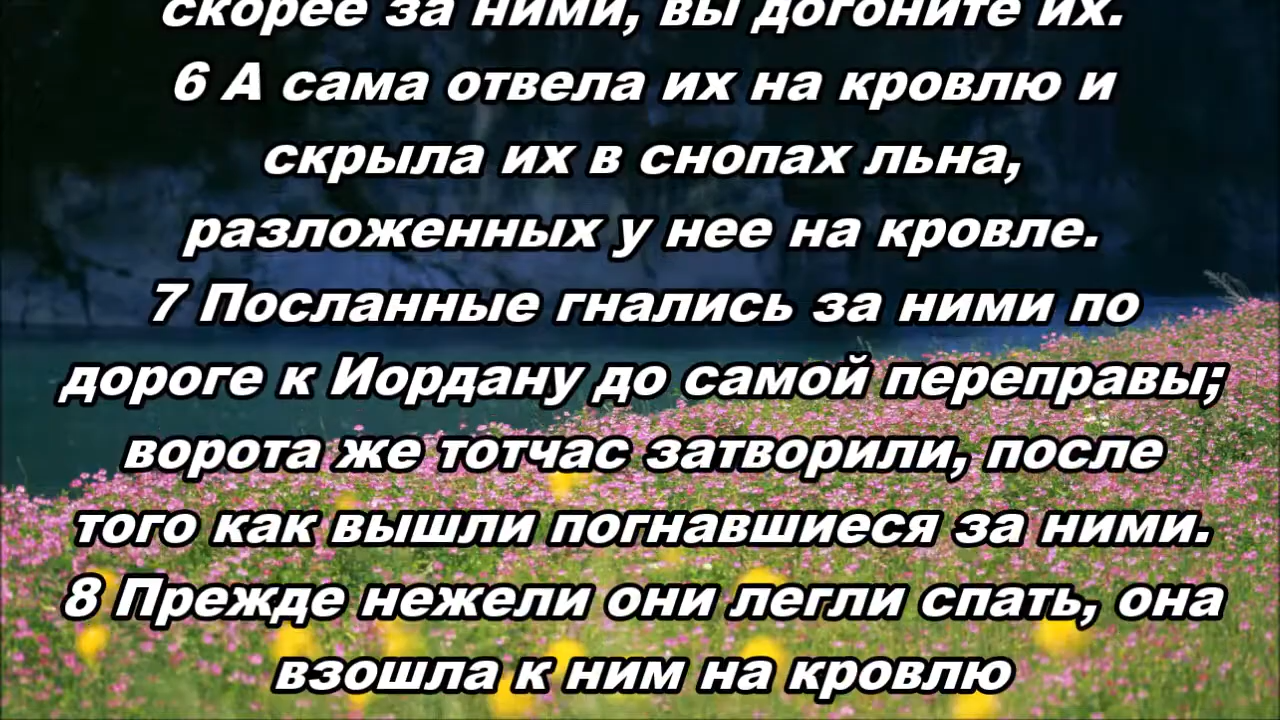 скорее за ними, вы догоните их.
6 А сама отвела их на кровлю и
скрыла их в снопах льна,
разложенных у нее на кровле.
7 Посланные гнались за ними по
дороге к Иордану до самой переправы;
ворота же тотчас затворили, после
того как вышли погнавшиеся за ними.
8 Прежде нежели они легли спать, она
взошла к ним на кровлю